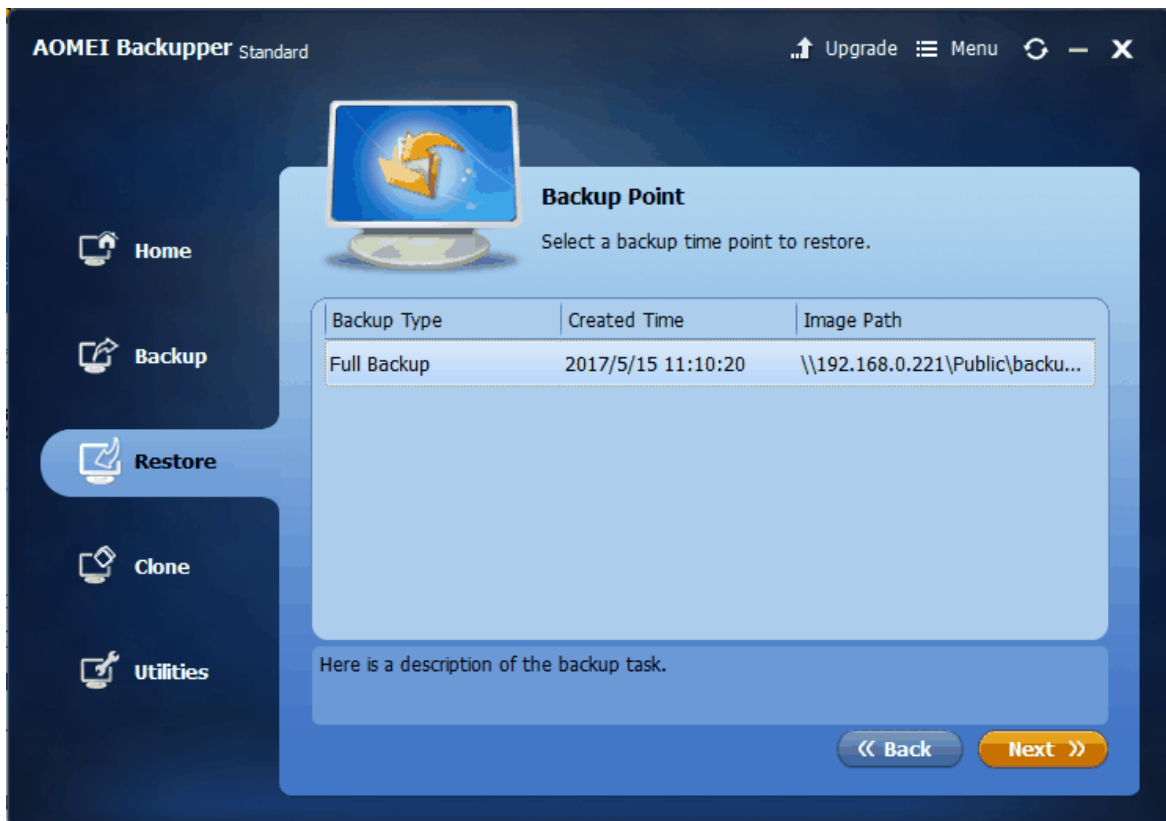 AOMEI Backupper Standard
Upgrade Menu
Backup Point
Select a backup time point to restore.
Home
Backup
Restore
Clone
Utilities
Backup Type Created Time Image Path
Full Backup 2017/5/15 11:10:20 \\192.168.0.221\Public\backu...
Here is a description of the backup task.
Back Next